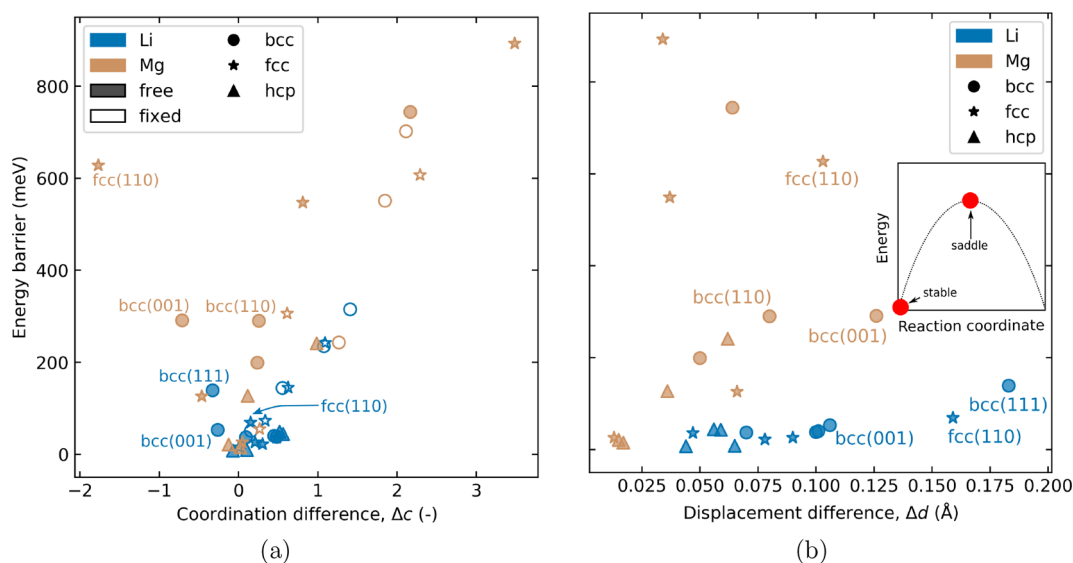 Li
Mg
free
fixed
bcc
fcc
hcp
800
600
400
200
0
Energy barrier (meV)
fcc(110)
bcc(001)
bcc(110)
bcc(111)
fcc(110)
bcc(001)
−2
−1
0
1
2
3
Coordination difference, Δc (-)
(a)
Li
Mg
bcc
fcc
hcp
fcc(110)
bcc(110)
bcc(001)
bcc(111)
bcc(001)
fcc(110)
Energy
saddle
stable
Reaction coordinate
0.025
0.050
0.075
0.100
0.125
0.150
0.175
0.200
Displacement difference, Δd (Å)
(b)